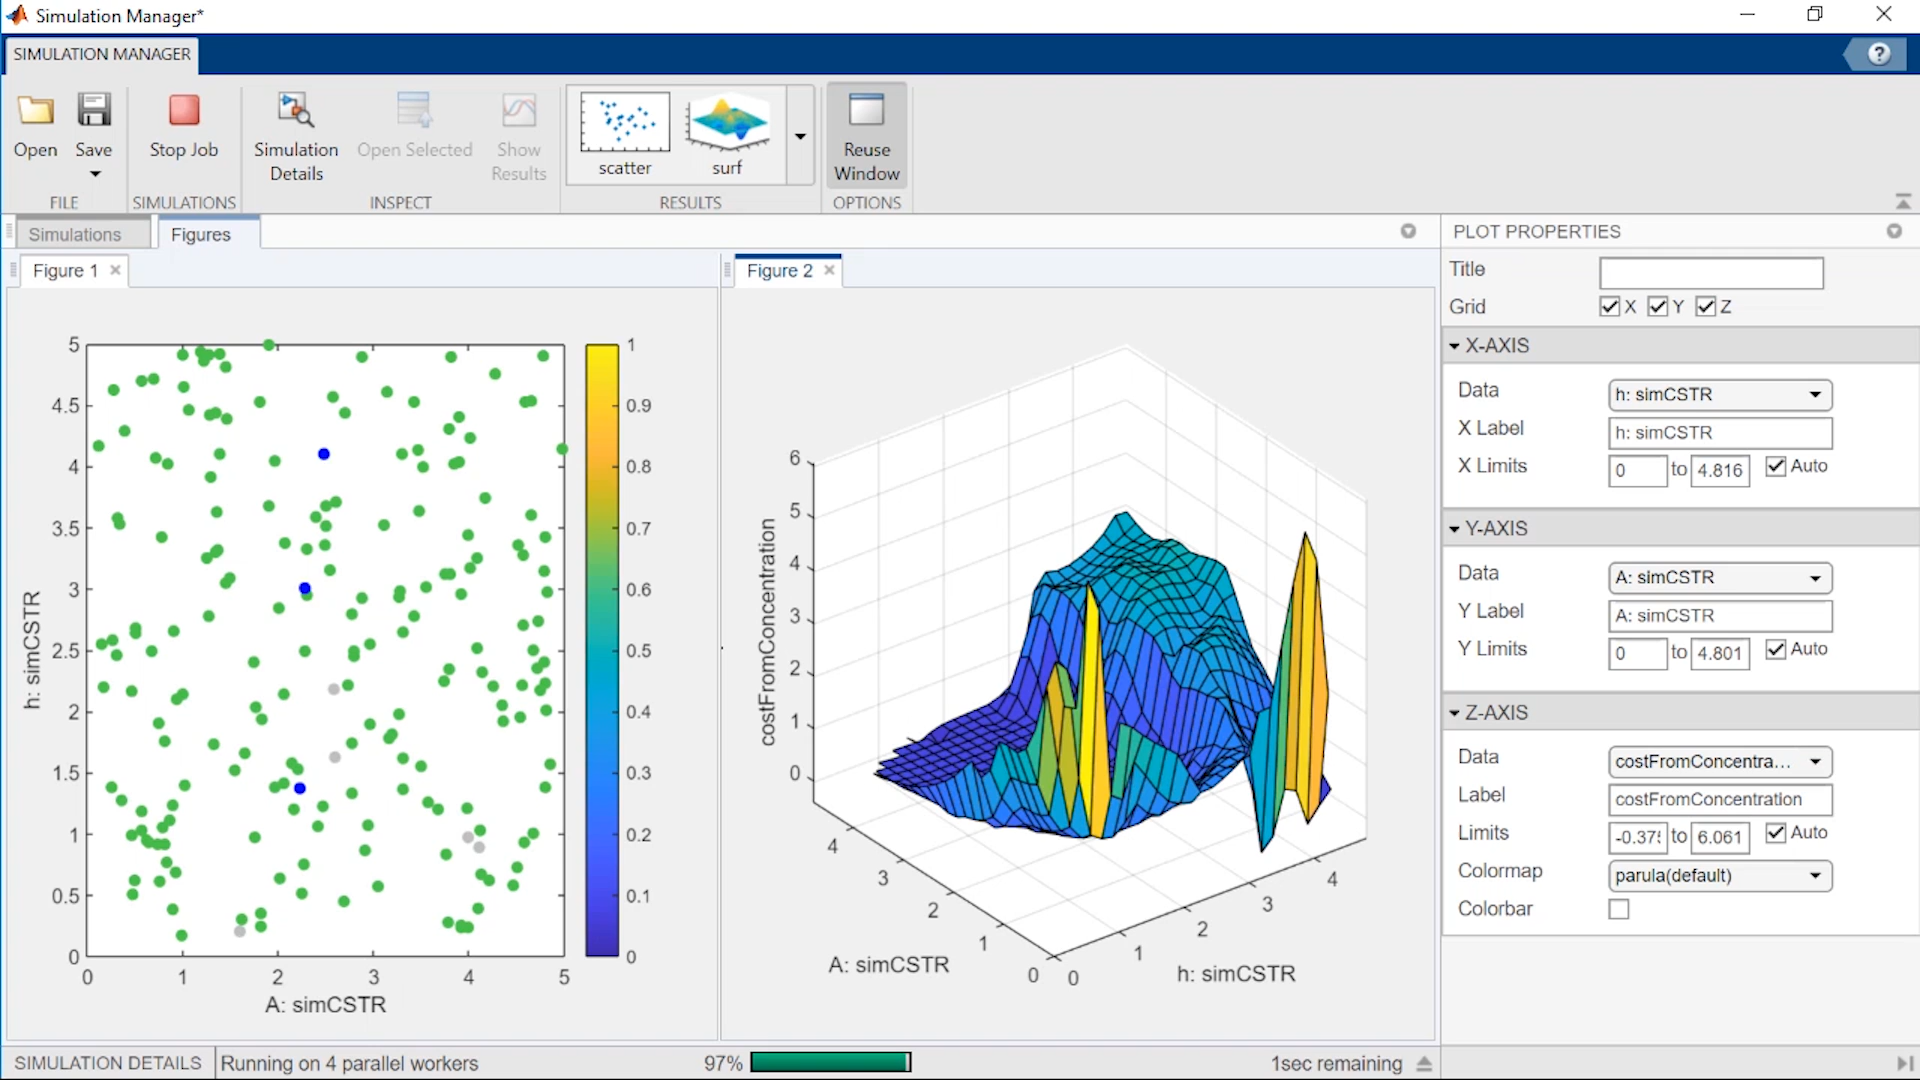 Simulation Manager*
SIMULATION MANAGER
?
Open
Save
Stop Job
Simulation
Details
Open Selected
Show
Results
scatter
surf
Reuse
Window
FILE
SIMULATIONS
INSPECT
RESULTS
OPTIONS
Simulations
Figures
Figure 1
5
4.5
4
3.5
3
2.5
2
1.5
1
0.5
0
h: simCSTR
0
1
2
3
4
5
A: simCSTR
1
0.9
0.8
0.7
0.6
0.5
0.4
0.3
0.2
0.1
0
Figure 2
6
5
4
3
2
1
0
costFromConcentration
4
3
2
1
0
A: simCSTR
0
1
2
3
4
h: simCSTR
PLOT PROPERTIES
Title
Grid X Y Z
X-AXIS
Data h: simCSTR
X Label h: simCSTR
X Limits 0 to 4.816 Auto
Y-AXIS
Data A: simCSTR
Y Label A: simCSTR
Y Limits 0 to 4.801 Auto
Z-AXIS
Data costFromConcentra...
Label costFromConcentration
Limits -0.37 to 6.061 Auto
Colormap parula(default)
Colorbar
SIMULATION DETAILS Running on 4 parallel workers 97% 1sec remaining